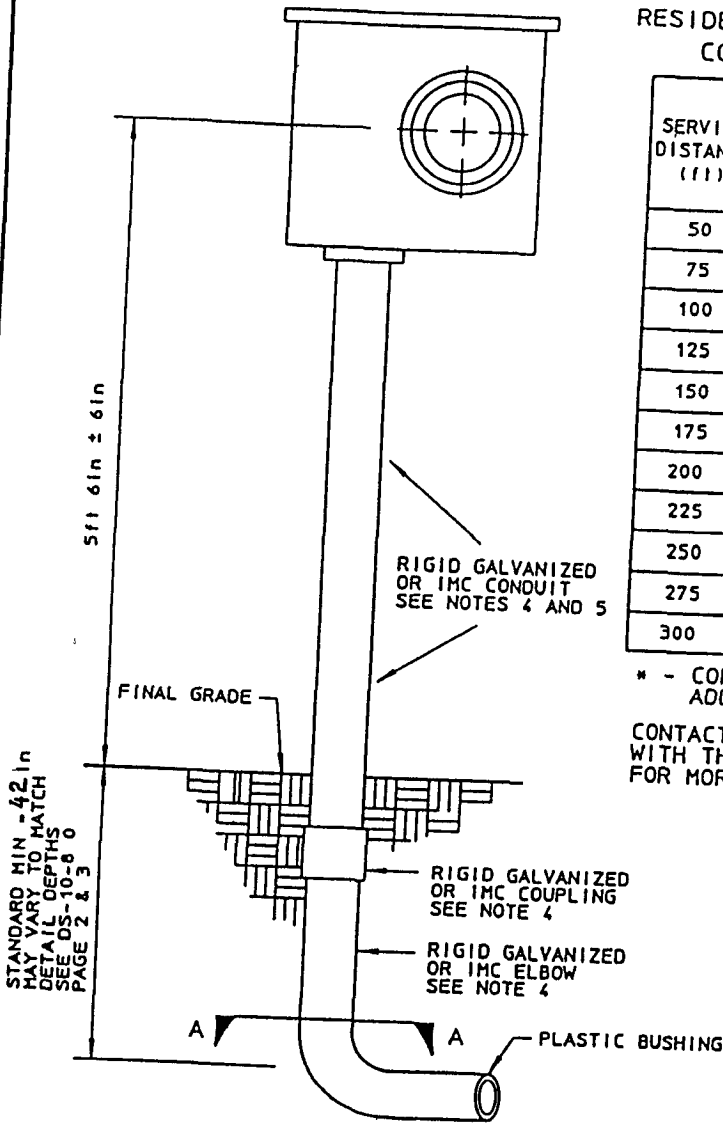 RESIDE
CO
SERVI
DISTAN
(ft)
50
75
100
125
150
175
200
225
250
275
300
* - CO
ADD
CONTACT
WITH TH
FOR MOR
5ft 6in ± 6in
RIGID GALVANIZED
OR IMC CONDUIT
SEE NOTES 4 AND 5
FINAL GRADE
STANDARD MIN - 42 in
MAY VARY TO MATCH
DETAIL DEPTHS
SEE DS-10-8 0
PAGE 2 & 3
RIGID GALVANIZED
OR IMC COUPLING
SEE NOTE 4
RIGID GALVANIZED
OR IMC ELBOW
SEE NOTE 4
A
A
PLASTIC BUSHING